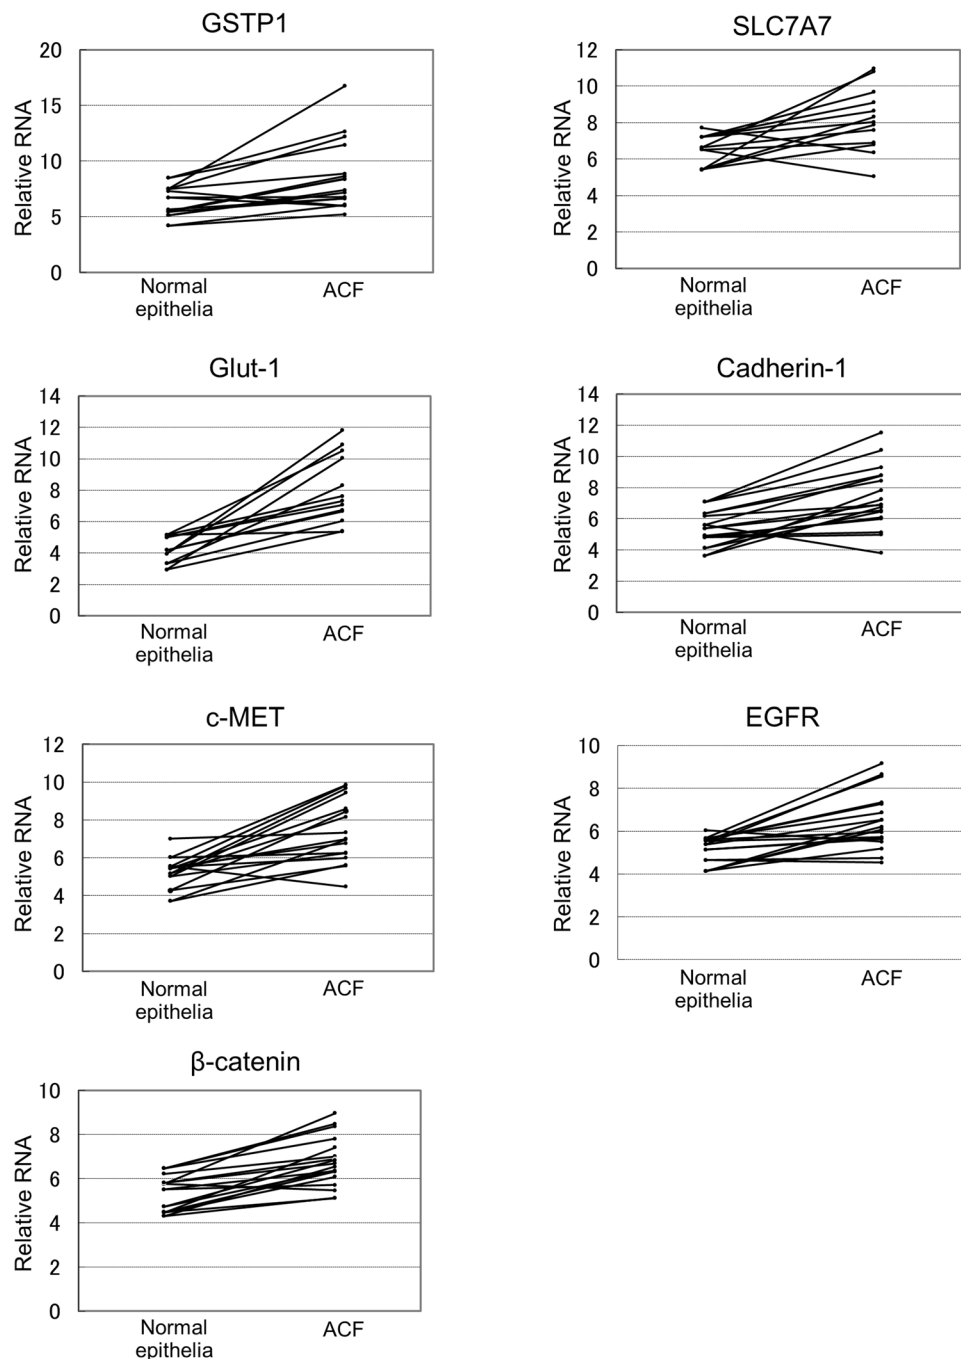 GSTP1
Relative RNA
20
15
10
5
0
Normal
epithelia
ACF
SLC7A7
Relative RNA
12
10
8
6
4
2
0
Normal
epithelia
ACF
Glut-1
Relative RNA
14
12
10
8
6
4
2
0
Normal
epithelia
ACF
Cadherin-1
Relative RNA
14
12
10
8
6
4
2
0
Normal
epithelia
ACF
c-MET
Relative RNA
12
10
8
6
4
2
0
Normal
epithelia
ACF
EGFR
Relative RNA
10
8
6
4
2
0
Normal
epithelia
ACF
β-catenin
Relative RNA
10
8
6
4
2
0
Normal
epithelia
ACF